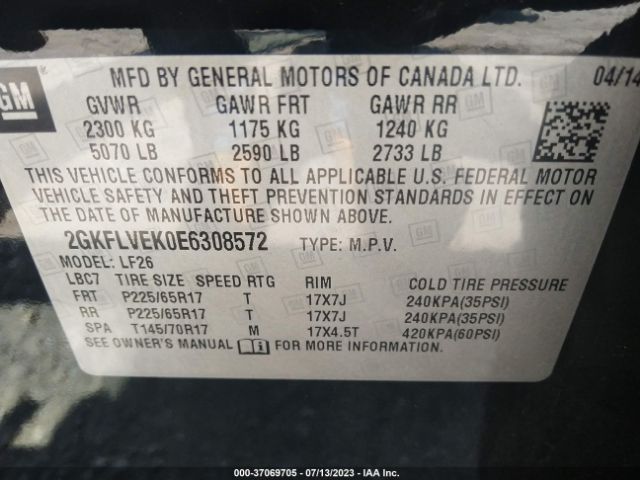 GM
MFD BY GENERAL MOTORS OF CANADA LTD. 04/14
GVWR GAWR FRT GAWR RR
2300 KG 1175 KG 1240 KG
5070 LB 2590 LB 2733 LB
THIS VEHICLE CONFORMS TO ALL APPLICABLE U.S. FEDERAL MOTOR
VEHICLE SAFETY AND THEFT PREVENTION STANDARDS IN EFFECT ON
THE DATE OF MANUFACTURE SHOWN ABOVE.
2GKFLVEK0E6308572 TYPE: M.P.V.
MODEL: LF26
LBC7 TIRE SIZE SPEED RTG RIM COLD TIRE PRESSURE
FRT P225/65R17 T 17X7J 240KPA(35PSI)
RR P225/65R17 T 17X7J 240KPA(35PSI)
SPA T145/70R17 M 17X4.5T 420KPA(60PSI)
SEE OWNER'S MANUAL FOR MORE INFORMATION.
000-37069705 - 07/13/2023 - IAA Inc.